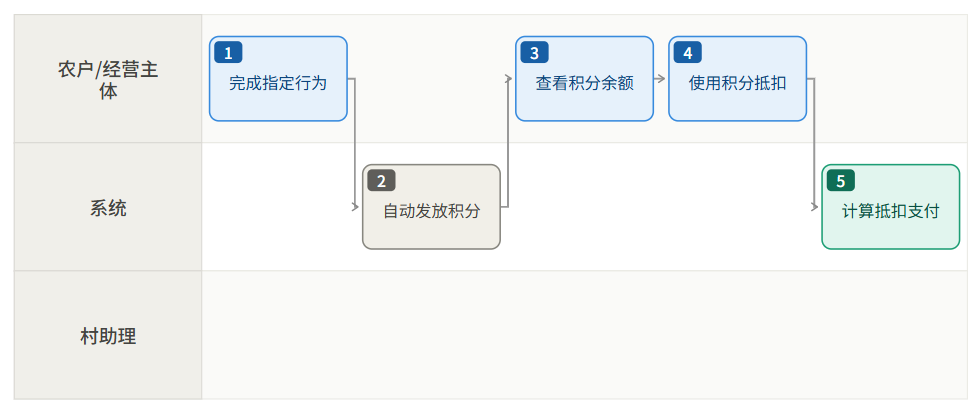 农户/经营主
体
1
完成指定行为
3
查看积分余额
4
使用积分抵扣
系统
2
自动发放积分
5
计算抵扣支付
村助理